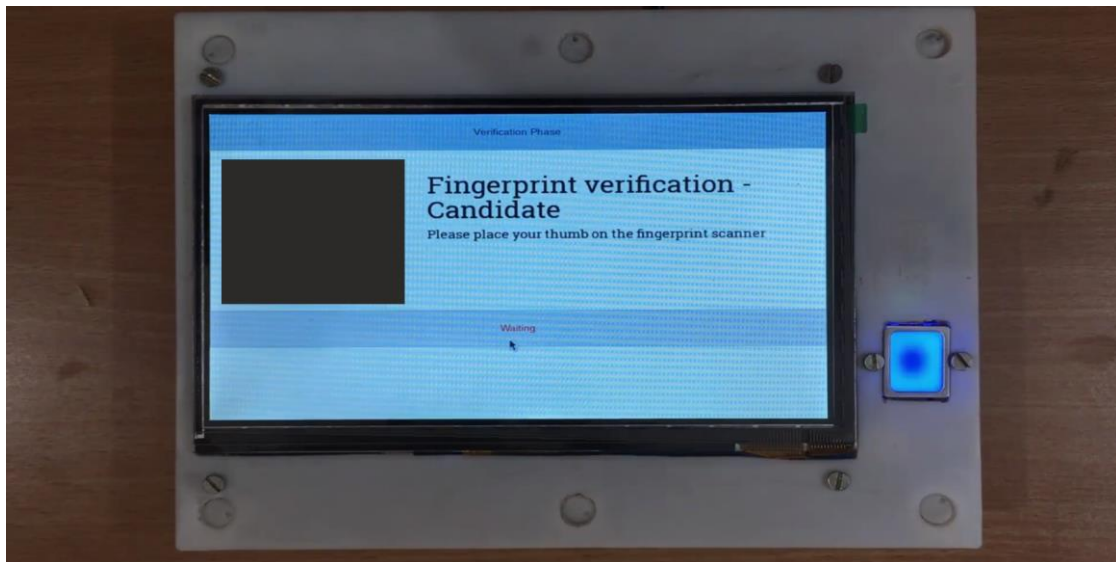 Verification Phase
Fingerprint verification -
Candidate
Please place your thumb on the fingerprint scanner
Waiting